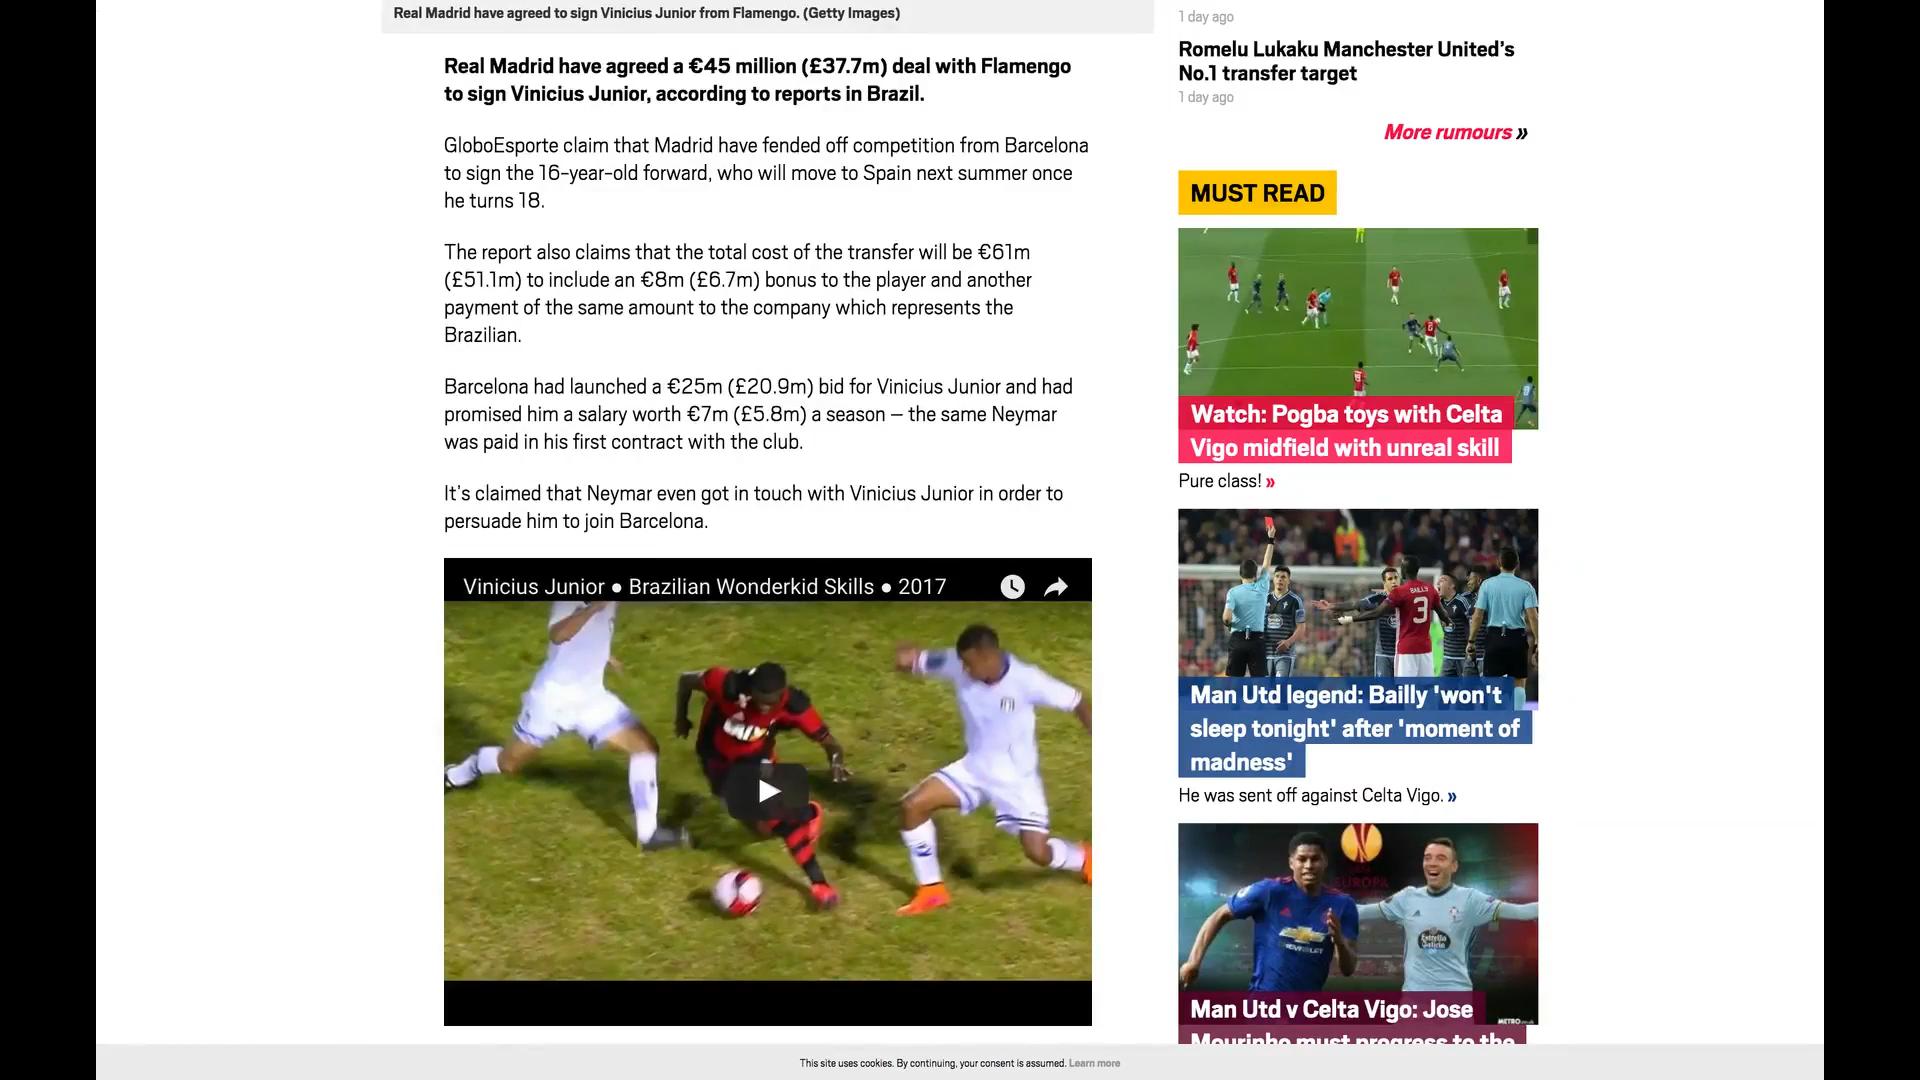 Real Madrid have agreed to sign Vinicius Junior from Flamengo. (Getty Images)
Real Madrid have agreed a €45 million (£37.7m) deal with Flamengo
to sign Vinicius Junior, according to reports in Brazil.
GloboEsporte claim that Madrid have fended off competition from Barcelona
to sign the 16-year-old forward, who will move to Spain next summer once
he turns 18.
The report also claims that the total cost of the transfer will be €61m
(£51.1m) to include an €8m (£6.7m) bonus to the player and another
payment of the same amount to the company which represents the
Brazilian.
Barcelona had launched a €25m (£20.9m) bid for Vinicius Junior and had
promised him a salary worth €7m (£5.8m) a season – the same Neymar
was paid in his first contract with the club.
It's claimed that Neymar even got in touch with Vinicius Junior in order to
persuade him to join Barcelona.
Vinicius Junior ● Brazilian Wonderkid Skills ● 2017
1 day ago
Romelu Lukaku Manchester United's
No.1 transfer target
1 day ago
More rumours »
MUST READ
Watch: Pogba toys with Celta
Vigo midfield with unreal skill
Pure class! »
BAILLY
3
Man Utd legend: Bailly 'won't
sleep tonight' after 'moment of
madness'
He was sent off against Celta Vigo. »
EUROPA
CHEVROLET
Estrella
Galicia
Man Utd v Celta Vigo: Jose
METRO.co.uk
Mourinho must progress to the
This site uses cookies. By continuing, your consent is assumed. Learn more